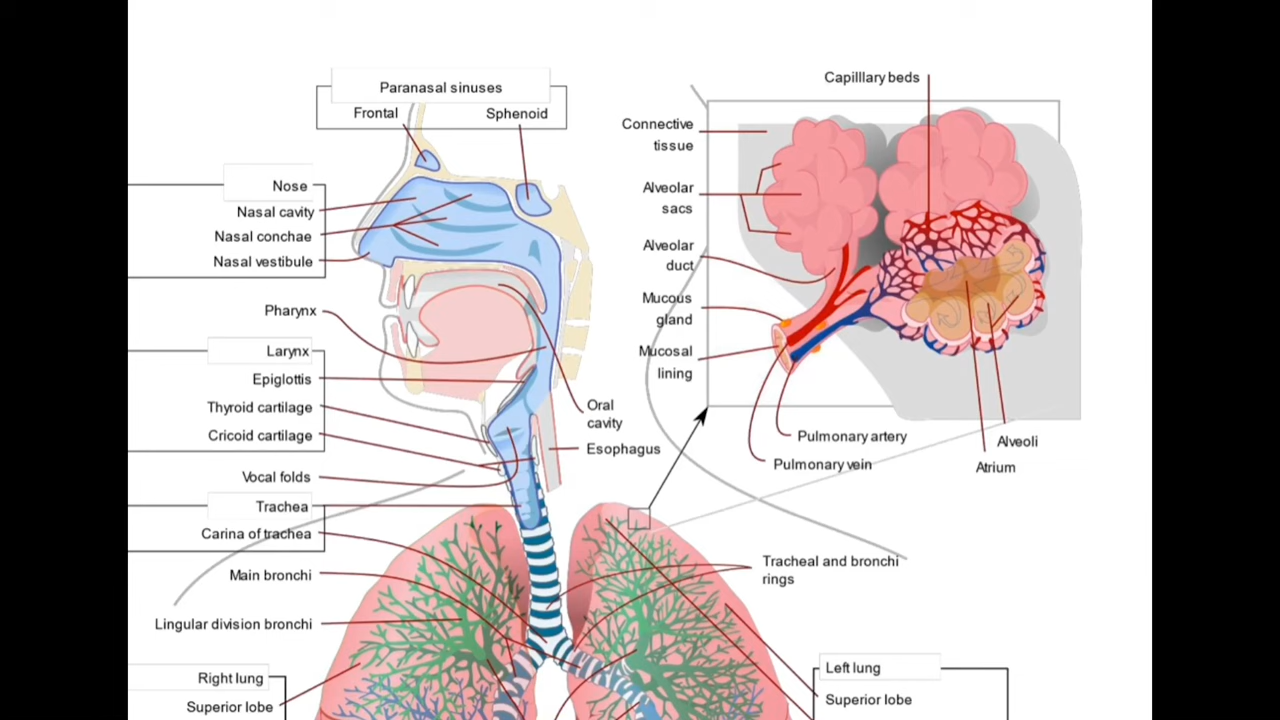 Paranasal sinuses
Frontal
Sphenoid
Nose
Nasal cavity
Nasal conchae
Nasal vestibule
Pharynx
Larynx
Epiglottis
Thyroid cartilage
Cricoid cartilage
Vocal folds
Trachea
Carina of trachea
Main bronchi
Lingular division bronchi
Right lung
Superior lobe
Oral
cavity
Esophagus
Capilllary beds
Connective
tissue
Alveolar
sacs
Alveolar
duct
Mucous
gland
Mucosal
lining
Pulmonary artery
Pulmonary vein
Alveoli
Atrium
Tracheal and bronchi
rings
Left lung
Superior lobe